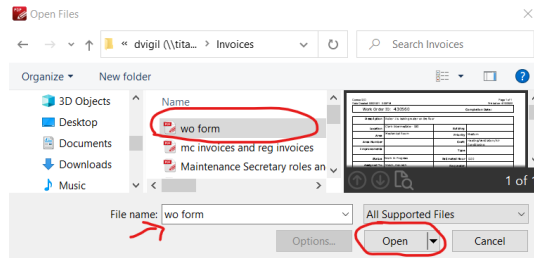 Open Files
« dvigil (\\tita... > Invoices
Search Invoices
Organize
New folder
?
3D Objects
Desktop
Documents
Downloads
Music
Name
wo form
mc invoices and reg invoices
Maintenance Secretary roles an
Work Order ID: 430560
1 of 1
File name: wo form
All Supported Files
Options...
Open
Cancel